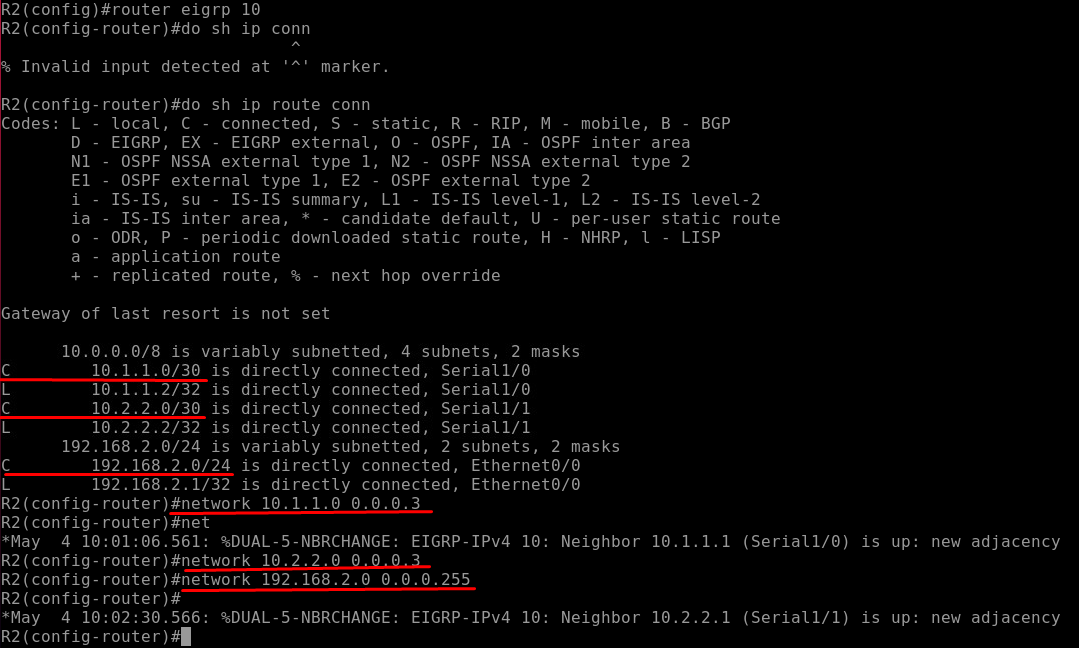 R2(config)#router eigrp 10
R2(config-router)#do sh ip conn
                             ^
% Invalid input detected at '^' marker.

R2(config-router)#do sh ip route conn
Codes: L - local, C - connected, S - static, R - RIP, M - mobile, B - BGP
       D - EIGRP, EX - EIGRP external, O - OSPF, IA - OSPF inter area
       N1 - OSPF NSSA external type 1, N2 - OSPF NSSA external type 2
       E1 - OSPF external type 1, E2 - OSPF external type 2
       i - IS-IS, su - IS-IS summary, L1 - IS-IS level-1, L2 - IS-IS level-2
       ia - IS-IS inter area, * - candidate default, U - per-user static route
       o - ODR, P - periodic downloaded static route, H - NHRP, l - LISP
       a - application route
       + - replicated route, % - next hop override

Gateway of last resort is not set

      10.0.0.0/8 is variably subnetted, 4 subnets, 2 masks
C        10.1.1.0/30 is directly connected, Serial1/0
L        10.1.1.2/32 is directly connected, Serial1/0
C        10.2.2.0/30 is directly connected, Serial1/1
L        10.2.2.2/32 is directly connected, Serial1/1
      192.168.2.0/24 is variably subnetted, 2 subnets, 2 masks
C        192.168.2.0/24 is directly connected, Ethernet0/0
L        192.168.2.1/32 is directly connected, Ethernet0/0
R2(config-router)#network 10.1.1.0 0.0.0.3
R2(config-router)#net
*May  4 10:01:06.561: %DUAL-5-NBRCHANGE: EIGRP-IPv4 10: Neighbor 10.1.1.1 (Serial1/0) is up: new adjacency
R2(config-router)#network 10.2.2.0 0.0.0.3
R2(config-router)#network 192.168.2.0 0.0.0.255
R2(config-router)#
*May  4 10:02:30.566: %DUAL-5-NBRCHANGE: EIGRP-IPv4 10: Neighbor 10.2.2.1 (Serial1/1) is up: new adjacency
R2(config-router)#